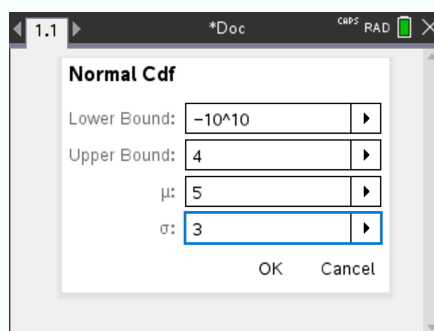 1.1 *Doc CAPS RAD
Normal Cdf
Lower Bound: -10^10
Upper Bound: 4
μ: 5
σ: 3
OK Cancel